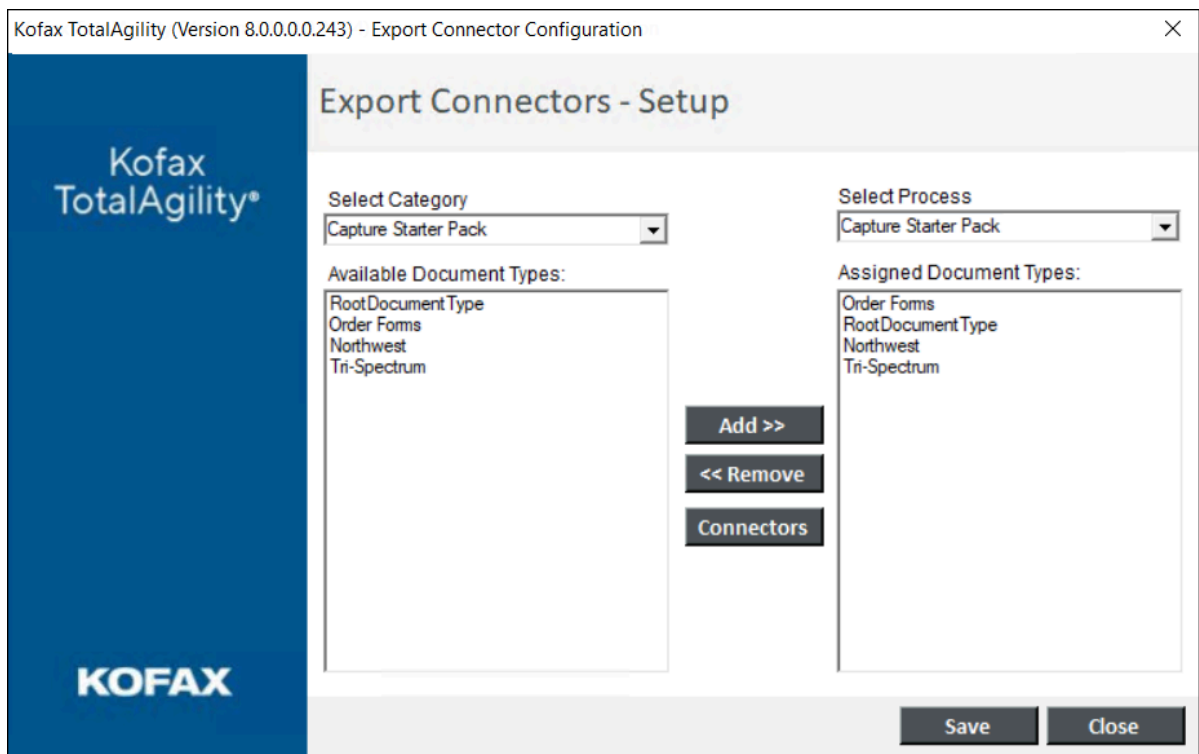 Kofax TotalAgility (Version 8.0.0.0.0.243) - Export Connector Configuration
Kofax
TotalAgility®
KOFAX
Export Connectors - Setup
Select Category
Capture Starter Pack
Available Document Types:
RootDocumentType
Order Forms
Northwest
Tri-Spectrum
Add >>
<< Remove
Connectors
Select Process
Capture Starter Pack
Assigned Document Types:
Order Forms
RootDocumentType
Northwest
Tri-Spectrum
Save
Close